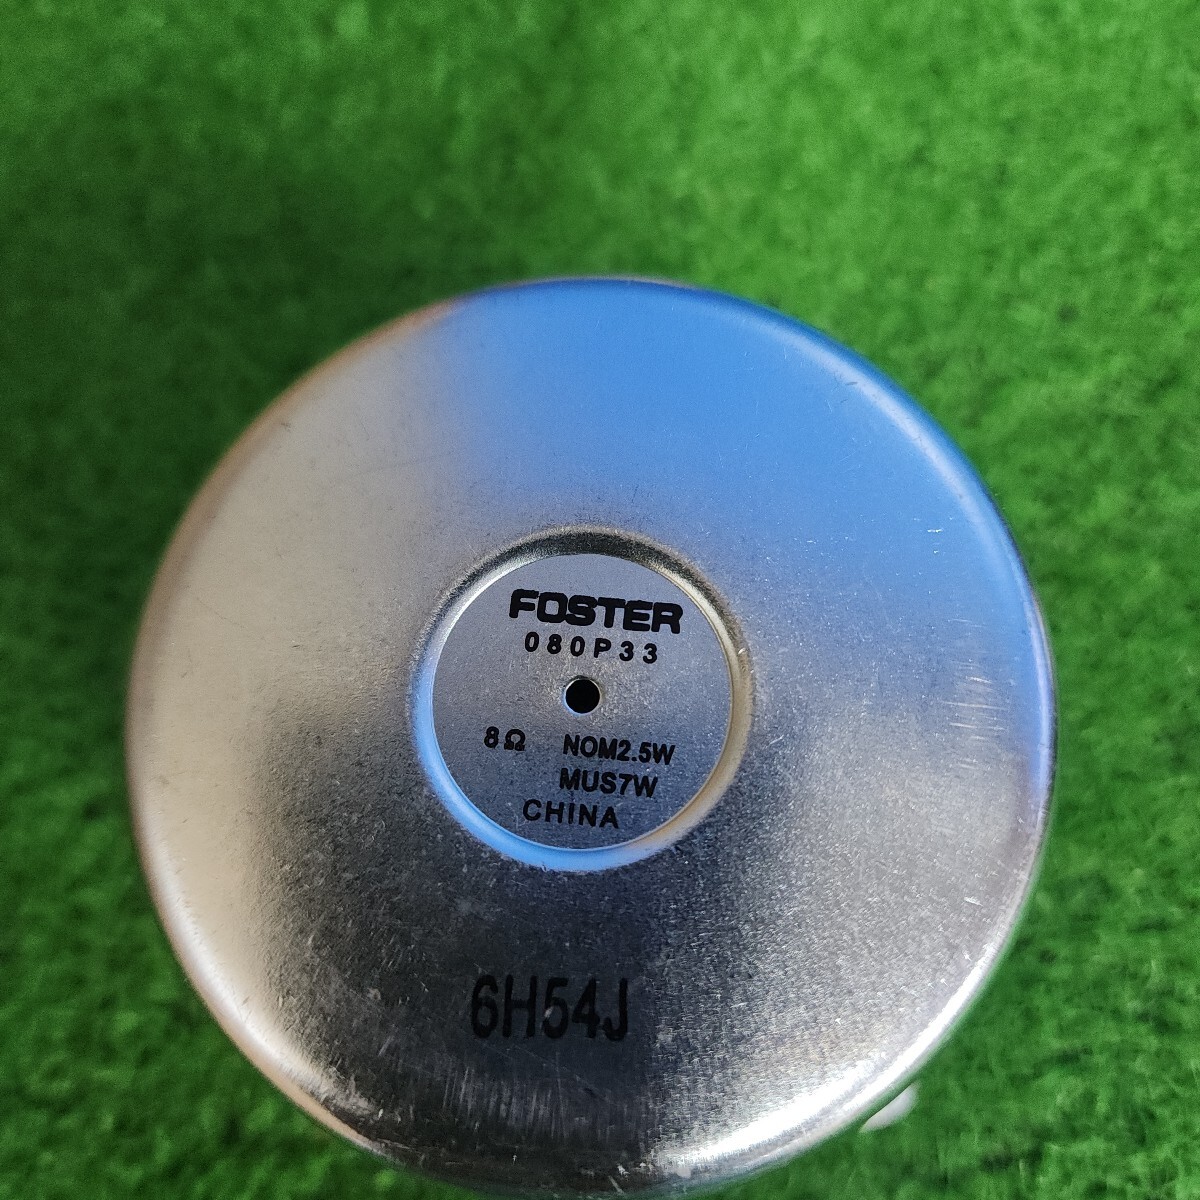 FOSTER
080P33
8Ω NOM2.5W
MUS7W
CHINA
6H54J